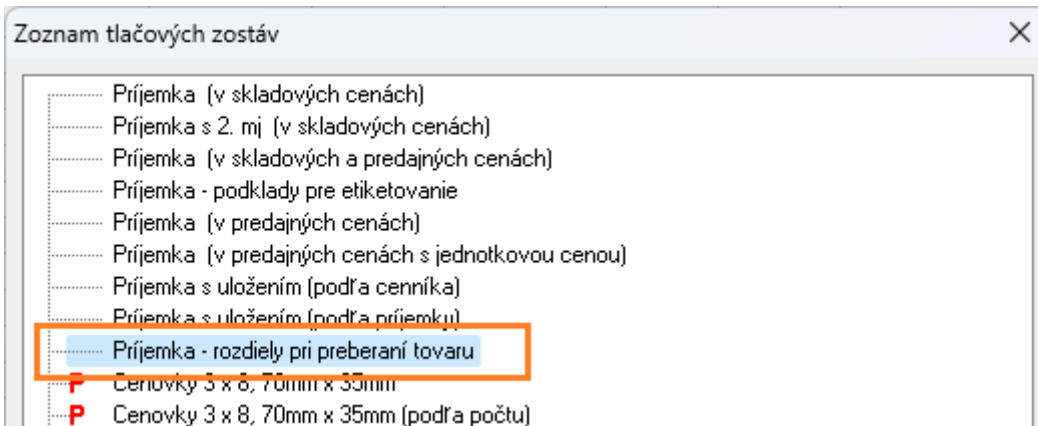 Zoznam tlačových zostáv
Príjemka (v skladových cenách)
Príjemka s 2. mj (v skladových cenách)
Príjemka (v skladových a predajných cenách)
Príjemka - podklady pre etiketovanie
Príjemka (v predajných cenách)
Príjemka (v predajných cenách s jednotkovou cenou)
Príjemka s uložením (podľa cenníka)
Príjemka s uložením (podľa príjemky)
Príjemka - rozdiely pri preberaní tovaru
P Cenovky 3 x 8, 70mm x 35mm
P Cenovky 3 x 8, 70mm x 35mm (podľa počtu)